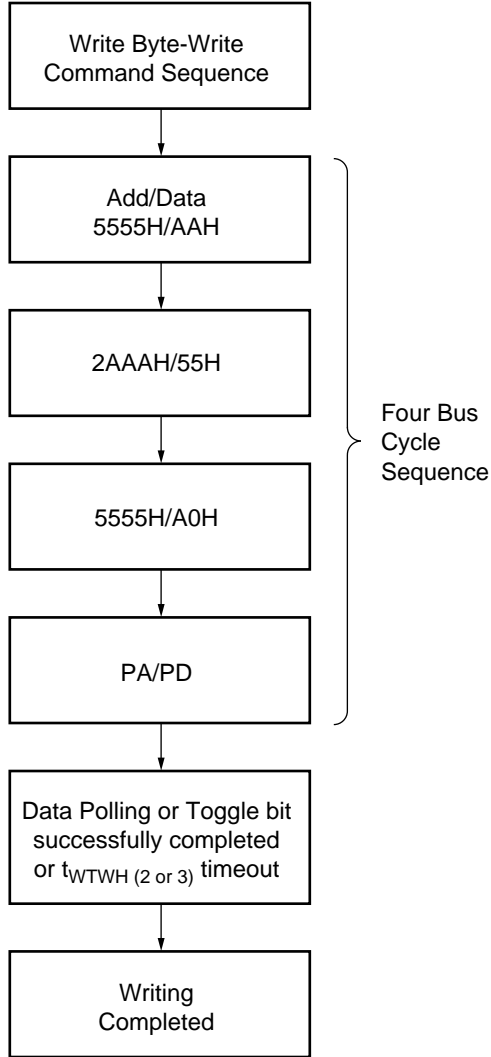 Write Byte-Write
Command Sequence
Add/Data
5555H/AAH
2AAAH/55H
5555H/A0H
PA/PD
Four Bus
Cycle
Sequence
Data Polling or Toggle bit
successfully completed
or tWTWH (2 or 3) timeout
Writing
Completed